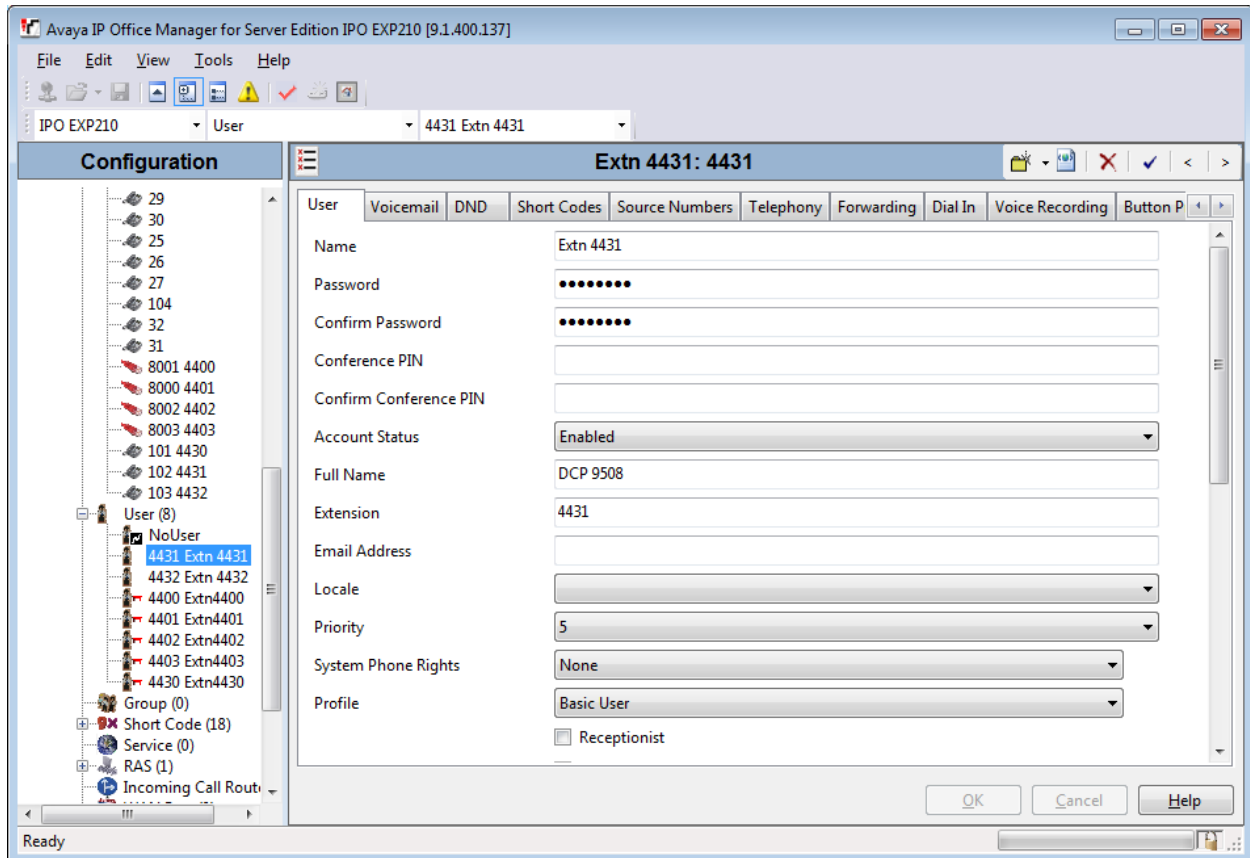 Avaya IP Office Manager for Server Edition IPO EXP210 [9.1.400.137]
File Edit View Tools Help
IPO EXP210 User 4431 Extn 4431
Configuration
29
30
25
26
27
104
32
31
8001 4400
8000 4401
8002 4402
8003 4403
101 4430
102 4431
103 4432
User (8)
NoUser
4431 Extn 4431
4432 Extn 4432
4400 Extn4400
4401 Extn4401
4402 Extn4402
4403 Extn4403
4430 Extn4430
Group (0)
Short Code (18)
Service (0)
RAS (1)
Incoming Call Route
Extn 4431: 4431
User Voicemail DND Short Codes Source Numbers Telephony Forwarding Dial In Voice Recording Button P
Name Extn 4431
Password ••••••••
Confirm Password ••••••••
Conference PIN
Confirm Conference PIN
Account Status Enabled
Full Name DCP 9508
Extension 4431
Email Address
Locale
Priority 5
System Phone Rights None
Profile Basic User
Receptionist
OK Cancel Help
Ready